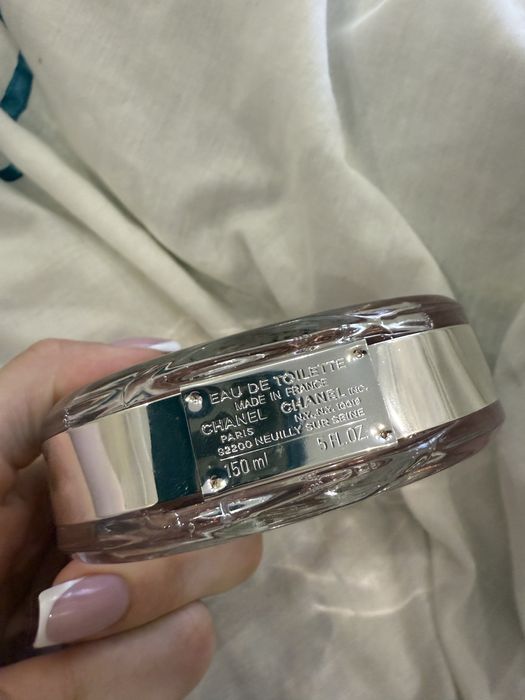 EAU DE TOILETTE
MADE IN FRANCE
CHANEL CHANEL INC.
PARIS NY. NY. 10019
92200 NEUILLY SUR SEINE
150 ml 5 FL.OZ.